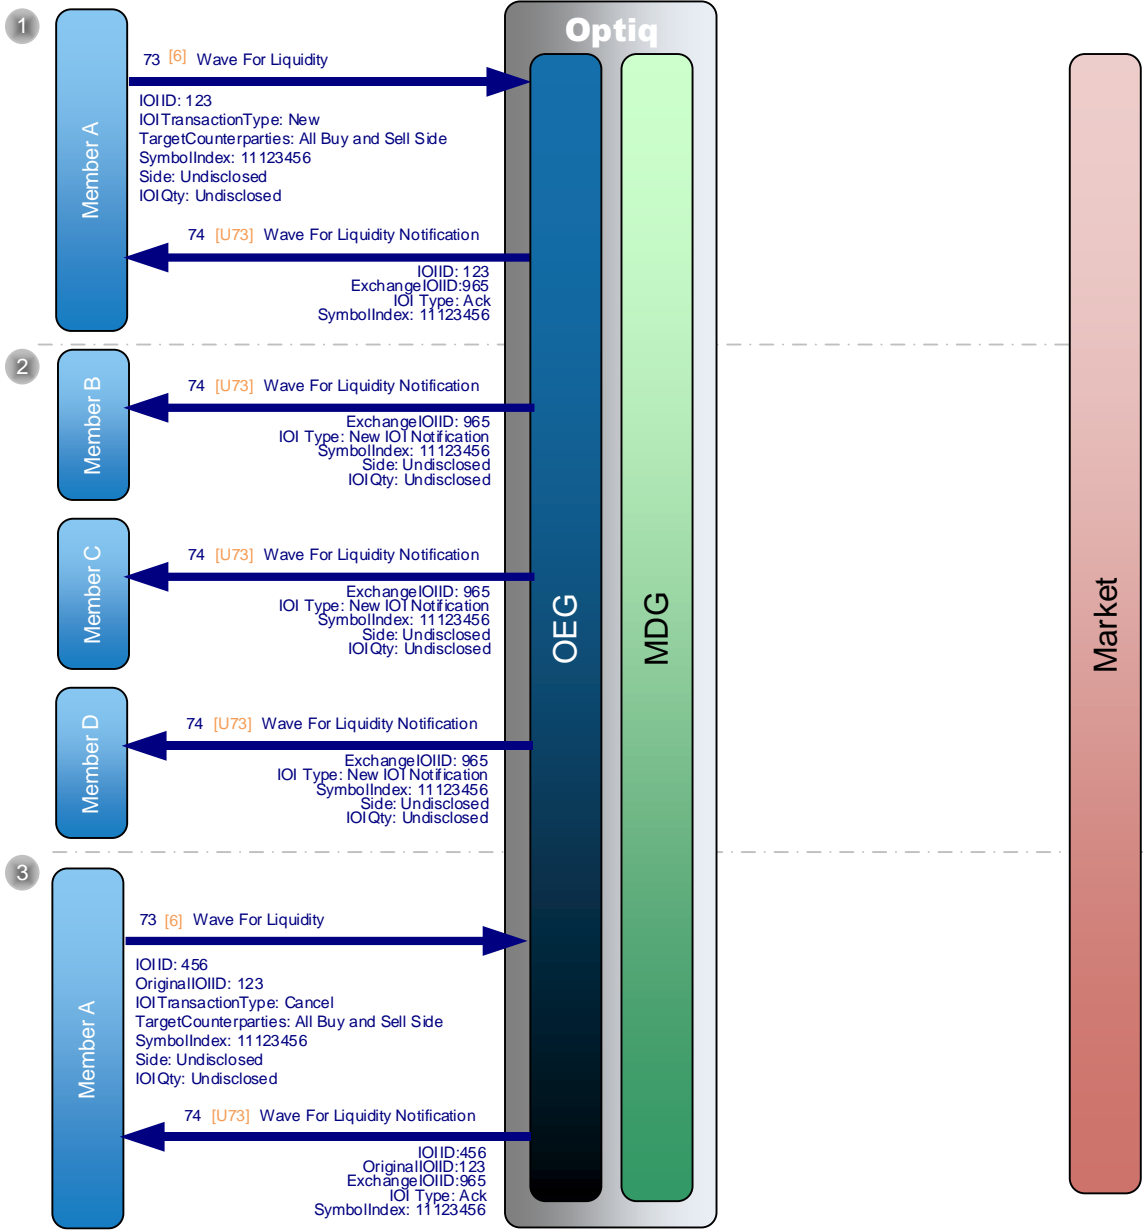 Optiq
1
Member A
73 [6] Wave For Liquidity
IOIID: 123
IOITransactionType: New
TargetCounterparties: All Buy and Sell Side
SymbolIndex: 11123456
Side: Undisclosed
IOIQty: Undisclosed
74 [U73] Wave For Liquidity Notification
IOIID: 123
ExchangeIOIID:965
IOI Type: Ack
SymbolIndex: 11123456
2
Member B
74 [U73] Wave For Liquidity Notification
ExchangeIOIID: 965
IOI Type: New IOI Notification
SymbolIndex: 11123456
Side: Undisclosed
IOIQty: Undisclosed
Member C
74 [U73] Wave For Liquidity Notification
ExchangeIOIID: 965
IOI Type: New IOI Notification
SymbolIndex: 11123456
Side: Undisclosed
IOIQty: Undisclosed
OEG
MDG
Market
Member D
74 [U73] Wave For Liquidity Notification
ExchangeIOIID: 965
IOI Type: New IOI Notification
SymbolIndex: 11123456
Side: Undisclosed
IOIQty: Undisclosed
3
Member A
73 [6] Wave For Liquidity
IOIID: 456
OriginalIOIID: 123
IOITransactionType: Cancel
TargetCounterparties: All Buy and Sell Side
SymbolIndex: 11123456
Side: Undisclosed
IOIQty: Undisclosed
74 [U73] Wave For Liquidity Notification
IOIID:456
OriginalIOIID:123
ExchangeIOIID:965
IOI Type: Ack
SymbolIndex: 11123456